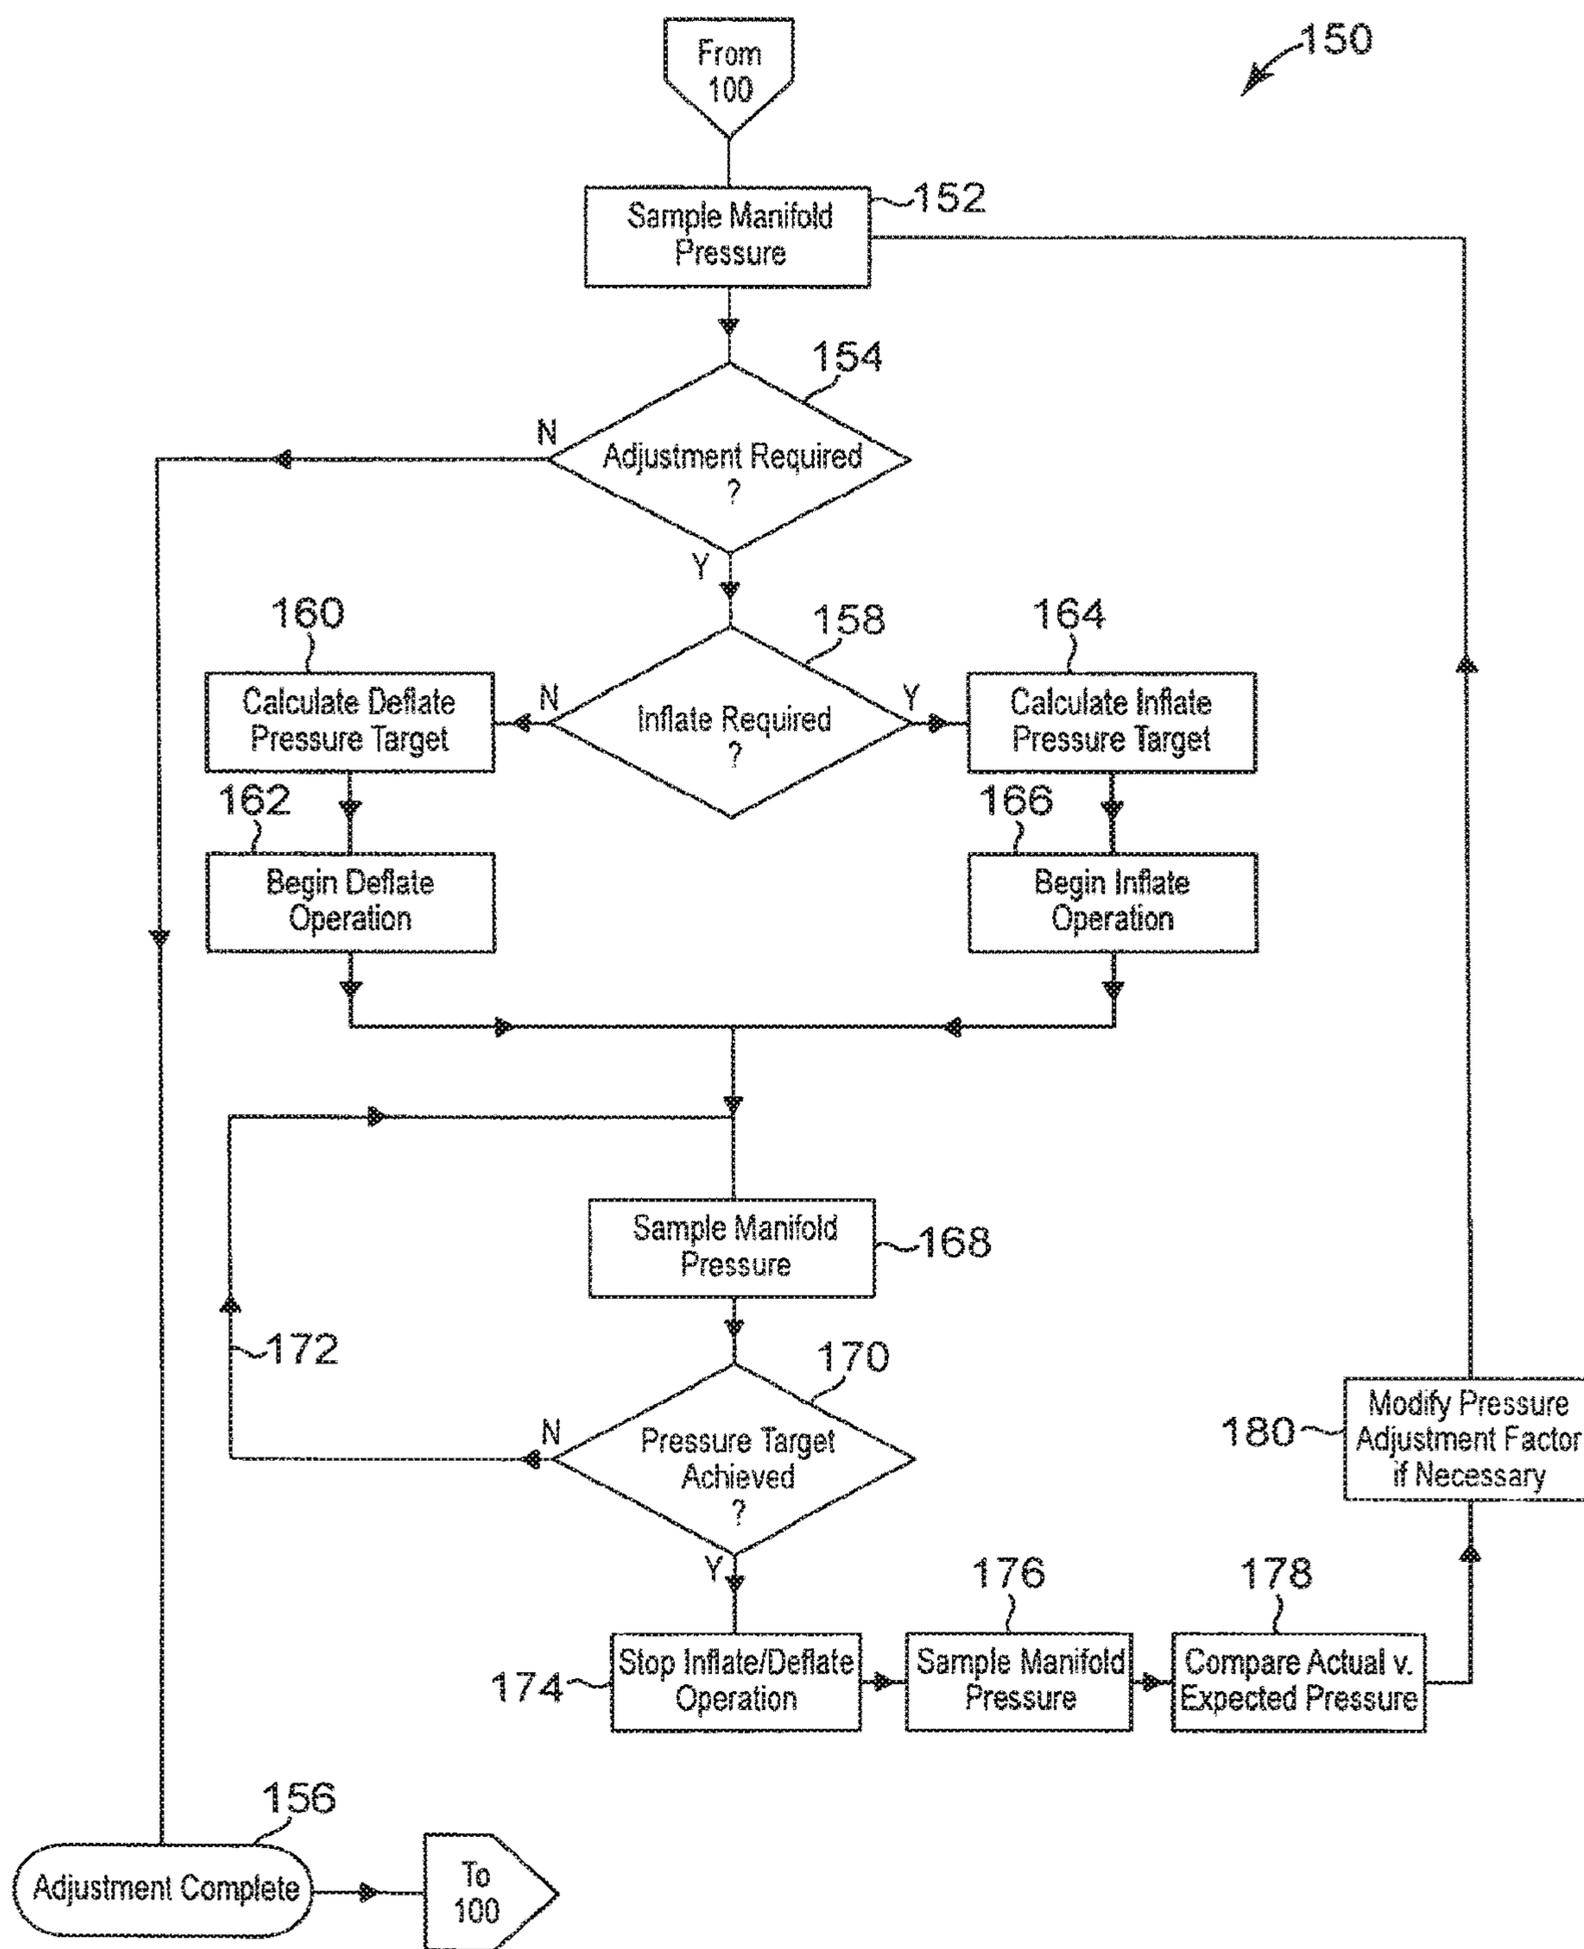 150
From
100
152
Sample Manifold
Pressure
154
N
Adjustment Required
?
Y
160
158
164
Calculate Deflate
Pressure Target
N
Inflate Required
?
Y
Calculate Inflate
Pressure Target
162
166
Begin Deflate
Operation
Begin Inflate
Operation
Sample Manifold
Pressure
168
172
170
N
Pressure Target
Achieved
?
Y
180
Modify Pressure
Adjustment Factor
if Necessary
176
178
174
Stop Inflate/Deflate
Operation
Sample Manifold
Pressure
Compare Actual v.
Expected Pressure
156
Adjustment Complete
To
100